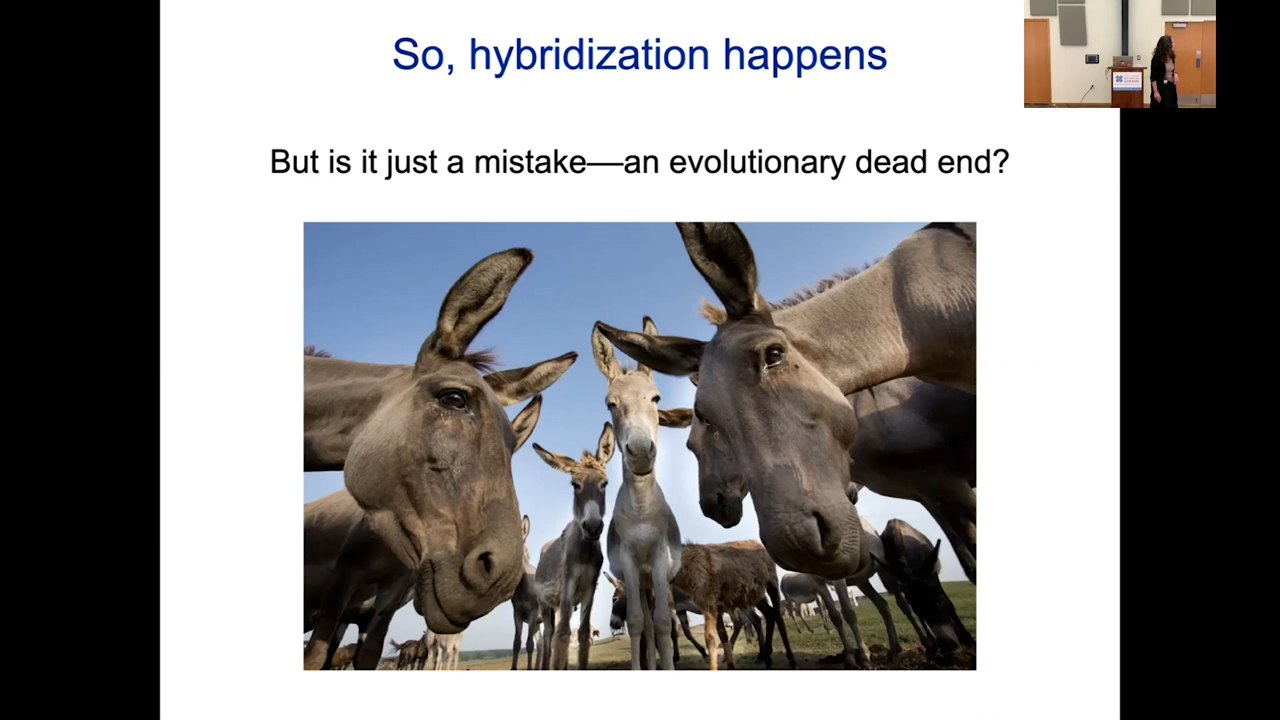 So, hybridization happens
But is it just a mistake—an evolutionary dead end?